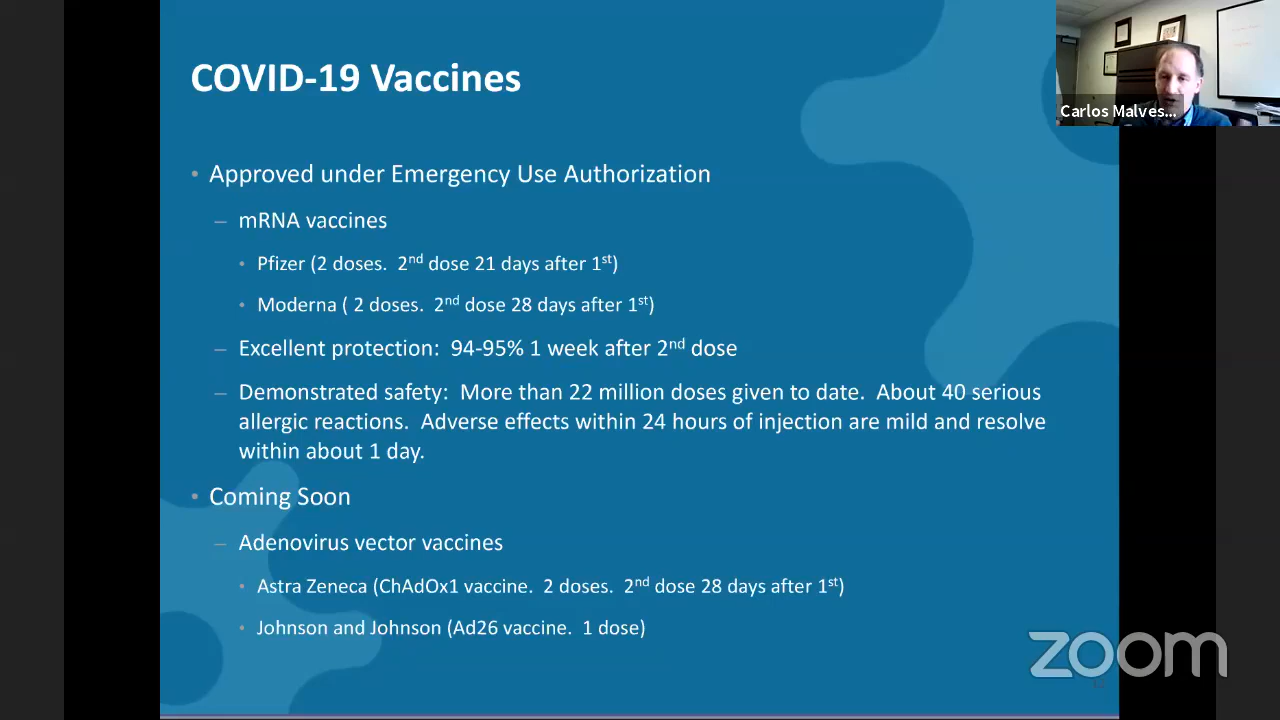 COVID-19 Vaccines
Carlos Malves...
• Approved under Emergency Use Authorization
– mRNA vaccines
• Pfizer (2 doses. 2nd dose 21 days after 1st)
• Moderna ( 2 doses. 2nd dose 28 days after 1st)
– Excellent protection: 94-95% 1 week after 2nd dose
– Demonstrated safety: More than 22 million doses given to date. About 40 serious
allergic reactions. Adverse effects within 24 hours of injection are mild and resolve
within about 1 day.
• Coming Soon
– Adenovirus vector vaccines
• Astra Zeneca (ChAdOx1 vaccine. 2 doses. 2nd dose 28 days after 1st)
• Johnson and Johnson (Ad26 vaccine. 1 dose)
zoom